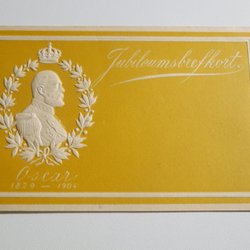 Jubileumsbrefkort.
Oscar
1829 — 1904